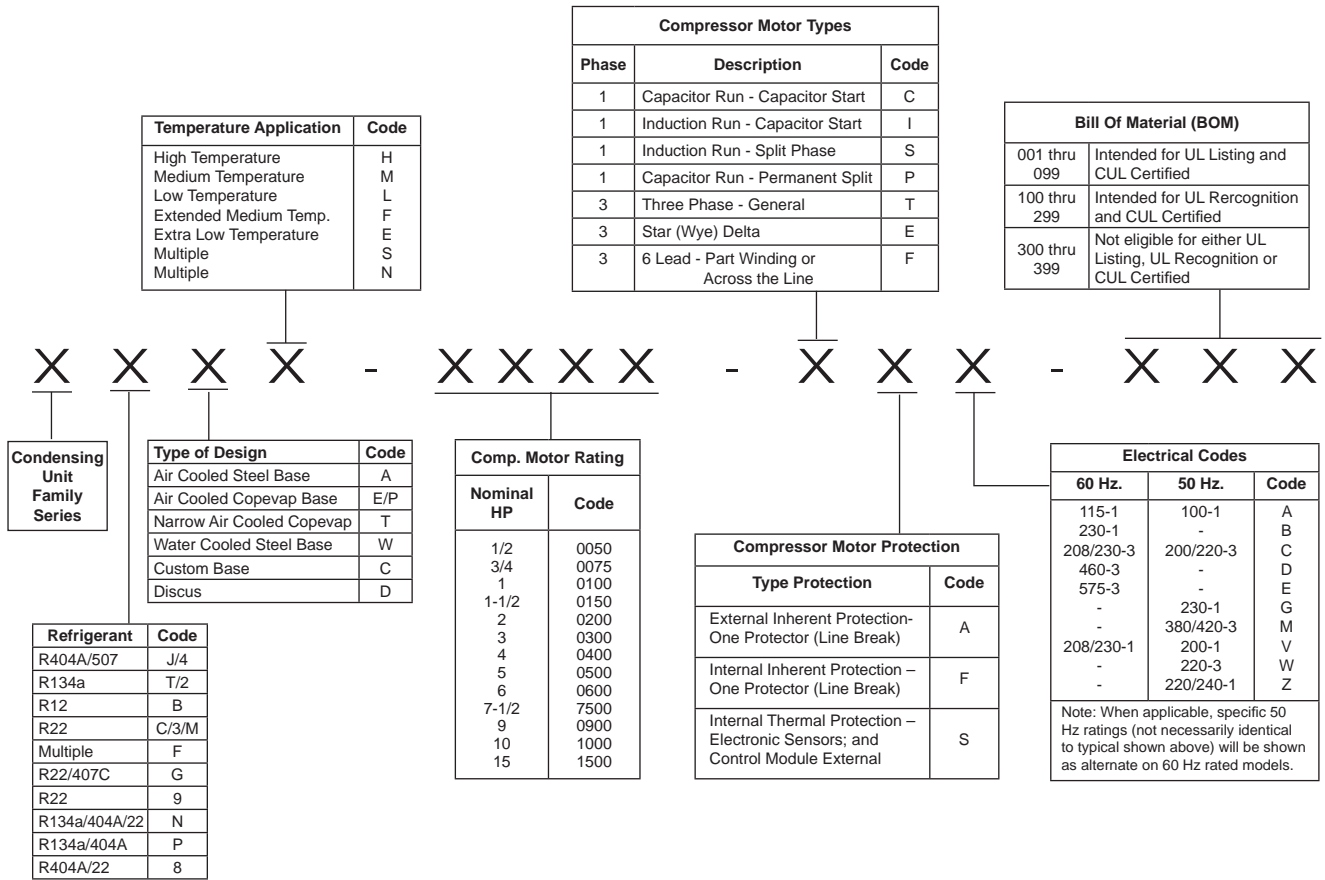 Compressor Motor Types
Phase Description Code
1 Capacitor Run - Capacitor Start C
1 Induction Run - Capacitor Start I
1 Induction Run - Split Phase S
1 Capacitor Run - Permanent Split P
3 Three Phase - General T
3 Star (Wye) Delta E
3 6 Lead - Part Winding or F
Across the Line
Temperature Application Code
High Temperature H
Medium Temperature M
Low Temperature L
Extended Medium Temp. F
Extra Low Temperature E
Multiple S
Multiple N
Bill Of Material (BOM)
001 thru Intended for UL Listing and
099 CUL Certified
100 thru Intended for UL Rercognition
299 and CUL Certified
300 thru Not eligible for either UL
399 Listing, UL Recognition or
CUL Certified
X X X X - X X X X - X X X - X X X
Condensing
Unit
Family
Series
Type of Design Code
Air Cooled Steel Base A
Air Cooled Copevap Base E/P
Narrow Air Cooled Copevap T
Water Cooled Steel Base W
Custom Base C
Discus D
Refrigerant Code
R404A/507 J/4
R134a T/2
R12 B
R22 C/3/M
Multiple F
R22/407C G
R22 9
R134a/404A/22 N
R134a/404A P
R404A/22 8
Comp. Motor Rating
Nominal
HP Code
1/2 0050
3/4 0075
1 0100
1-1/2 0150
2 0200
3 0300
4 0400
5 0500
6 0600
7-1/2 7500
9 0900
10 1000
15 1500
Compressor Motor Protection
Type Protection Code
External Inherent Protection-
One Protector (Line Break) A
Internal Inherent Protection –
One Protector (Line Break) F
Internal Thermal Protection –
Electronic Sensors; and S
Control Module External
Electrical Codes
60 Hz. 50 Hz. Code
115-1 100-1 A
230-1 - B
208/230-3 200/220-3 C
460-3 - D
575-3 - E
- 230-1 G
- 380/420-3 M
208/230-1 200-1 V
- 220-3 W
- 220/240-1 Z
Note: When applicable, specific 50
Hz ratings (not necessarily identical
to typical shown above) will be shown
as alternate on 60 Hz rated models.